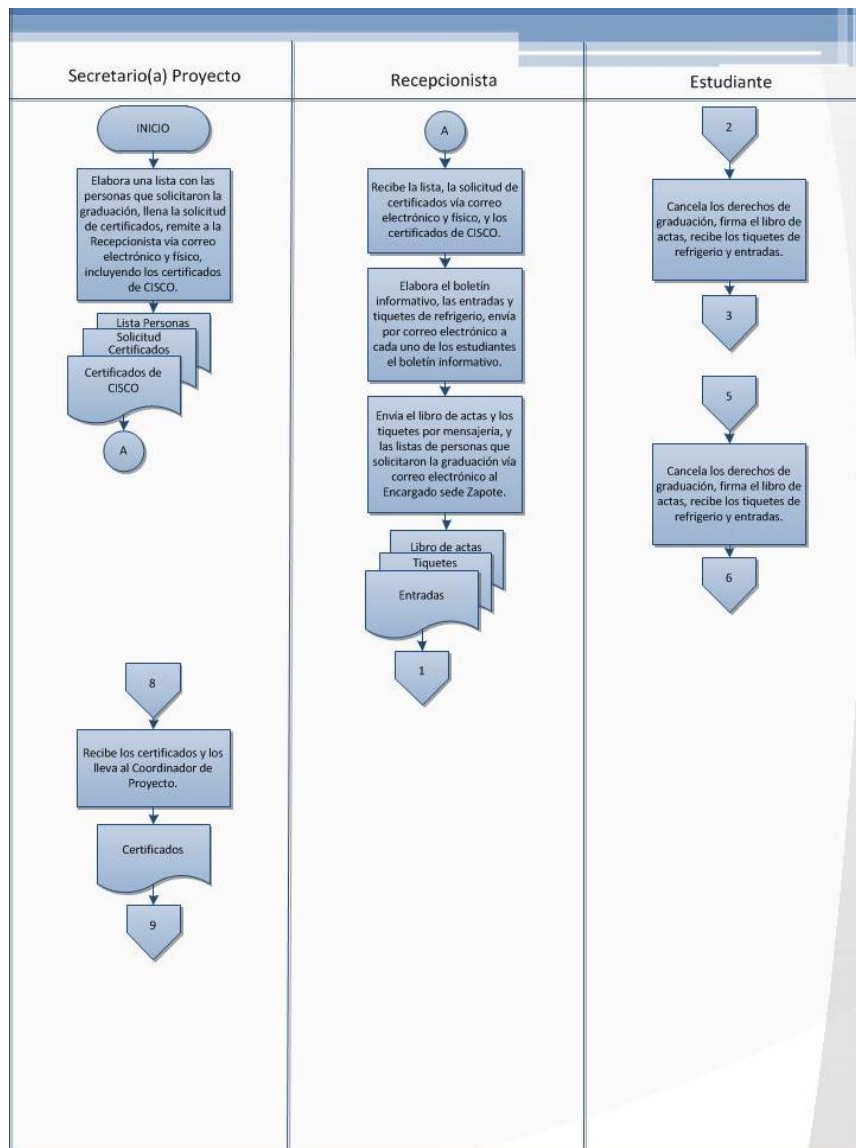 Secretario(a) Proyecto
INICIO
Elabora una lista con las
personas que solicitaron la
graduación, llena la solicitud
de certificados, remite a la
Recepcionista vía correo
electrónico y físico,
incluyendo los certificados
de CISCO.
Lista Personas
Solicitud
Certificados
Certificados de
CISCO
A
8
Recibe los certificados y los
lleva al Coordinador de
Proyecto.
Certificados
9
Recepcionista
A
Recibe la lista, la solicitud de
certificados vía correo
electrónico y físico, y los
certificados de CISCO.
Elabora el boletín
informativo, las entradas y
tiquetes de refrigerio, envía
por correo electrónico a
cada uno de los estudiantes
el boletín informativo.
Envía el libro de actas y los
tiquetes por mensajería, y
las listas de personas que
solicitaron la graduación vía
correo electrónico al
Encargado sede Zapote.
Libro de actas
Tiquetes
Entradas
1
Estudiante
2
Cancela los derechos de
graduación, firma el libro de
actas, recibe los tiquetes de
refrigerio y entradas.
3
5
Cancela los derechos de
graduación, firma el libro de
actas, recibe los tiquetes de
refrigerio y entradas.
6